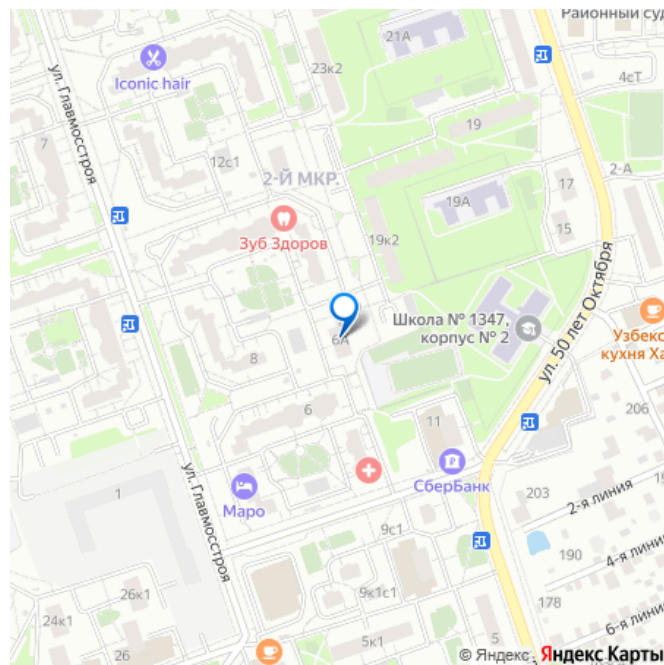 Районный суд
21А
Iconic hair
23к2
4сТ
ул. Главмосстроя
7
19
12с1
2-Й МКР.
2-А
17
19А
15
Зуб Здоров
19к2
ул. 50 лет Октября
Школа № 1347,
корпус № 2
6А
8
Узбекс
кухня Ха
206
6
11
СберБанк
1
ул. Главмосстроя
Маро
203
2-я линия
9с1
190
4-я линия
26к1
9к1с1
178
24к1
26
5к1
5
6-я линия
© Яндекс
Яндекс Карты